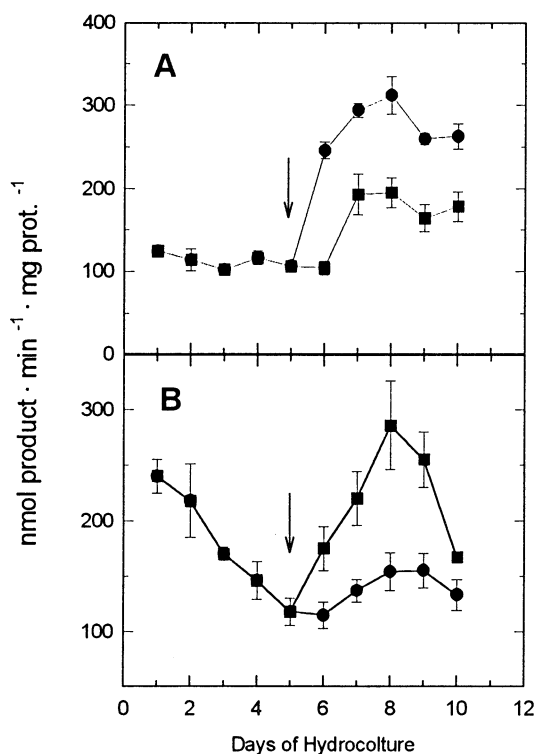 400
A
300
200
100
0
B
300
200
100
0 2 4 6 8 10 12
Days of Hydrocolture
nmol product · min ⁻¹ · mg prot. ⁻¹